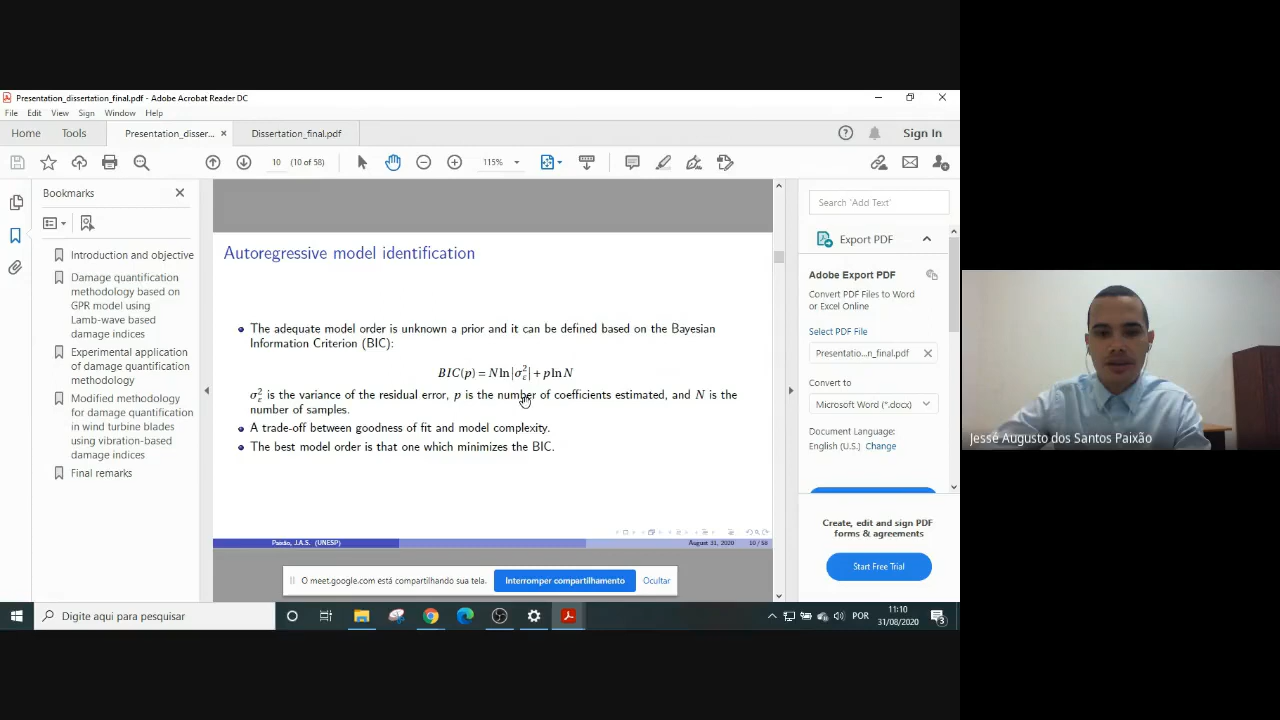 Presentation_dissertation_final.pdf - Adobe Acrobat Reader DC
File Edit View Sign Window Help
Home Tools Presentation_disser... × Dissertation_final.pdf Sign In
10 (10 of 58) 115%
Bookmarks
Introduction and objective
Damage quantification
methodology based on
GPR model using
Lamb-wave based
damage indices
Experimental application
of damage quantification
methodology
Modified methodology
for damage quantification
in wind turbine blades
using vibration-based
damage indices
Final remarks
Autoregressive model identification
The adequate model order is unknown a prior and it can be defined based on the Bayesian
Information Criterion (BIC):
BIC(p) = N ln|σ²ₑ| + p ln N
σ²ₑ is the variance of the residual error, p is the number of coefficients estimated, and N is the
number of samples.
A trade-off between goodness of fit and model complexity.
The best model order is that one which minimizes the BIC.
Paixão, J.A.S. (UNESP) August 31, 2020 10 / 58
Search 'Add Text'
Export PDF
Adobe Export PDF
Convert PDF Files to Word
or Excel Online
Select PDF File
Presentatio...n_final.pdf
Convert to
Microsoft Word (*.docx)
Document Language:
English (U.S.) Change
Create, edit and sign PDF
forms & agreements
Start Free Trial
O meet.google.com está compartilhando sua tela. Interromper compartilhamento Ocultar
Digite aqui para pesquisar
POR
11:10
31/08/2020
3
Jessé Augusto dos Santos Paixão